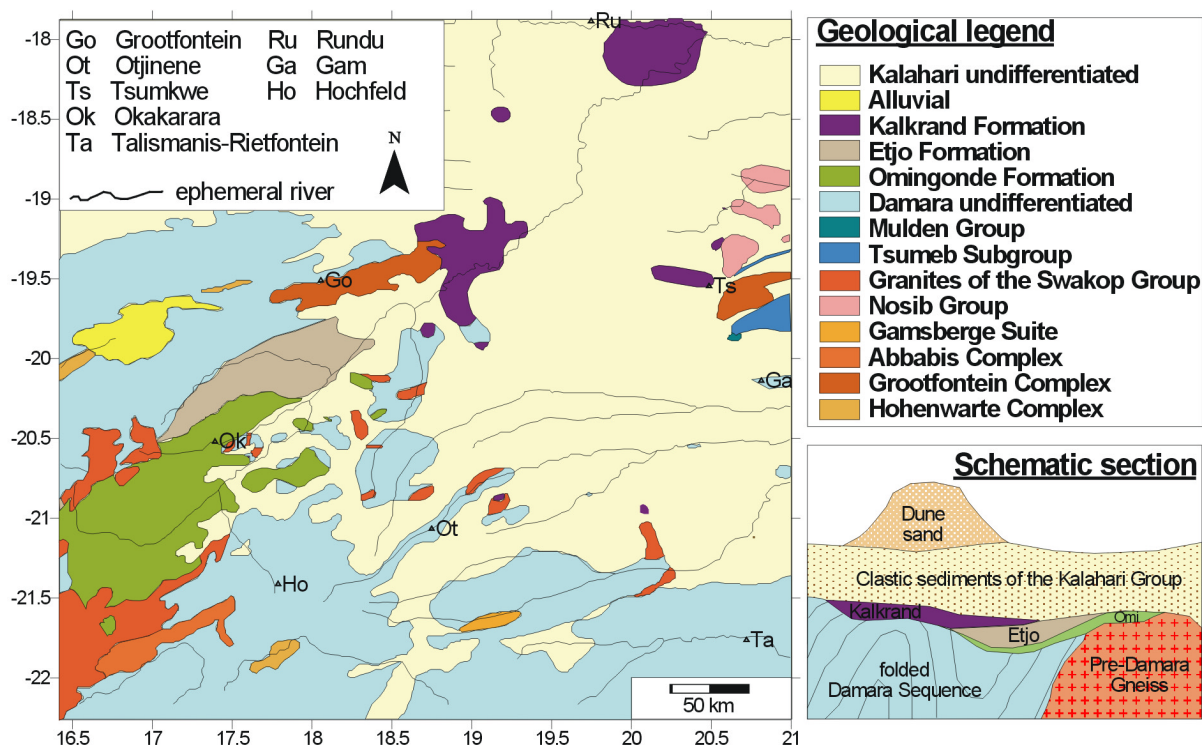 Go Grootfontein Ru Rundu
Ot Otjinene Ga Gam
Ts Tsumkwe Ho Hochfeld
Ok Okakarara
Ta Talismanis-Rietfontein
N
ephemeral river
-18
-18.5
-19
-19.5
-20
-20.5
-21
-21.5
-22
16.5 17 17.5 18 18.5 19 19.5 20 20.5 21
Ru
Go
Ts
Ga
Ok
Ot
Ho
Ta
50 km
Geological legend
Kalahari undifferentiated
Alluvial
Kalkrand Formation
Etjo Formation
Omingonde Formation
Damara undifferentiated
Mulden Group
Tsumeb Subgroup
Granites of the Swakop Group
Nosib Group
Gamsberge Suite
Abbabis Complex
Grootfontein Complex
Hohenwarte Complex
Schematic section
Dune
sand
Clastic sediments of the Kalahari Group
Kalkrand
Omi
Etjo
folded
Damara Sequence
Pre-Damara
Gneiss